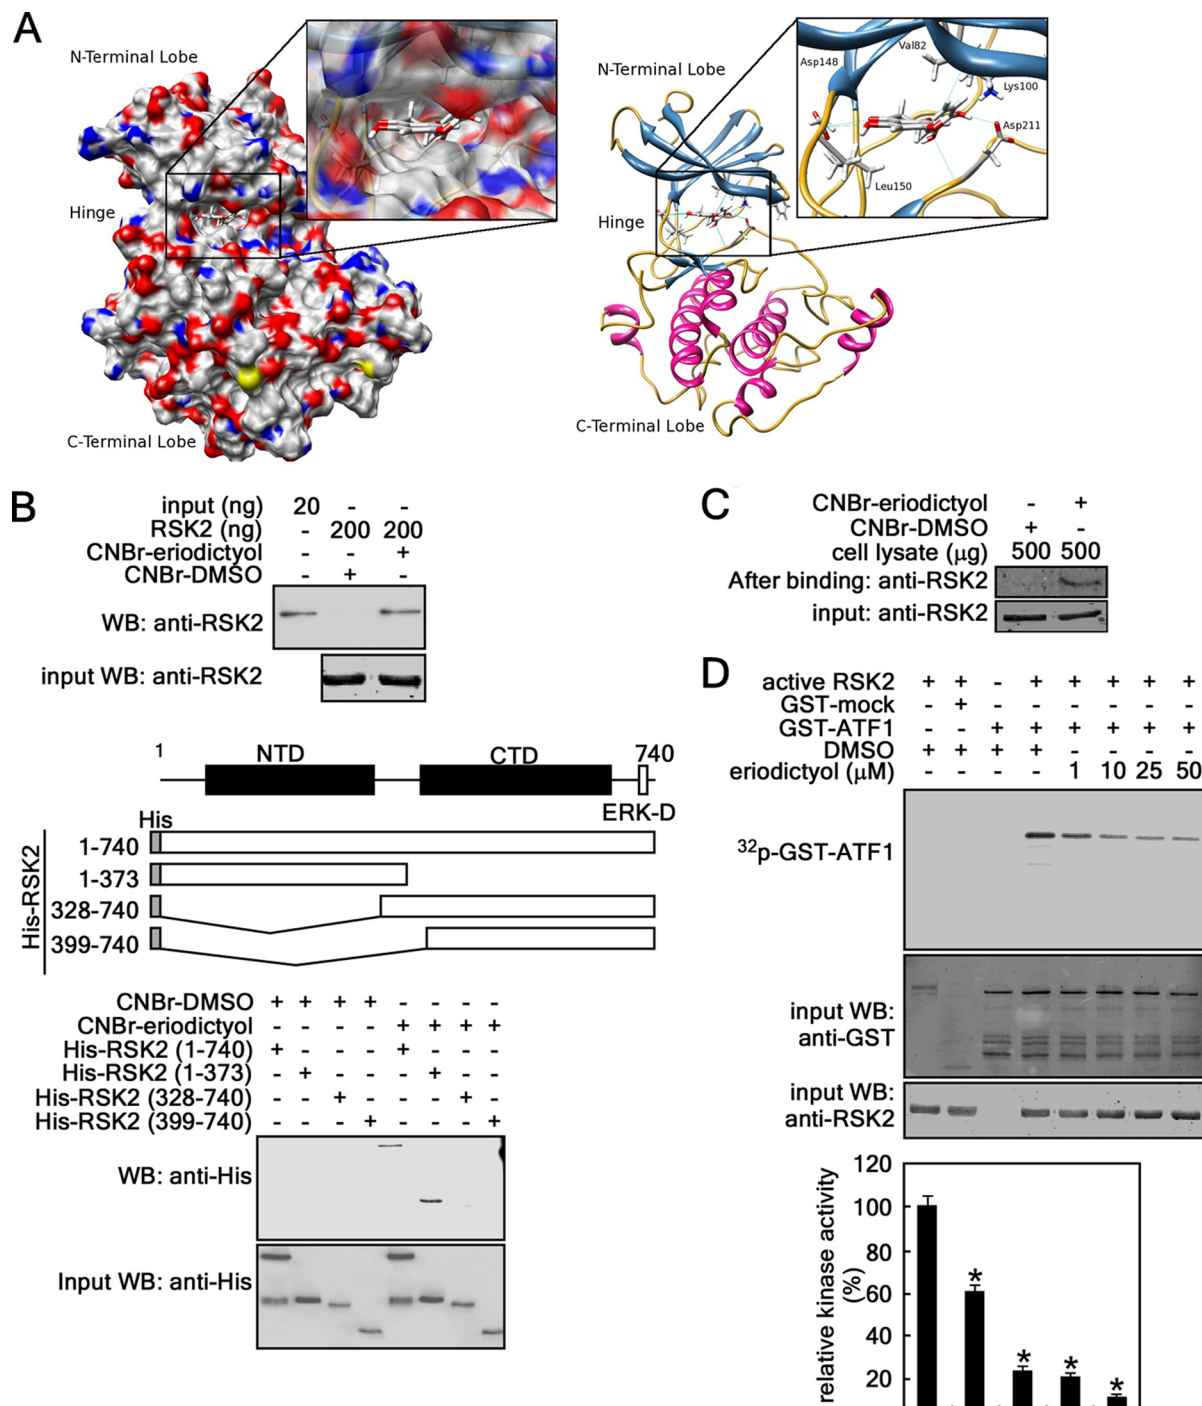 A
N-Terminal Lobe
Hinge
C-Terminal Lobe
N-Terminal Lobe
Hinge
C-Terminal Lobe
Val82
Asp148
Lys100
Asp211
Leu150
B
input (ng) 20 - -
RSK2 (ng) - 200 200
CNBr-eriodictyol - - +
CNBr-DMSO - + -
WB: anti-RSK2
input WB: anti-RSK2
1 NTD CTD 740
ERK-D
His
His-RSK2
1-740
1-373
328-740
399-740
CNBr-DMSO + + + + - - - -
CNBr-eriodictyol - - - - + + + +
His-RSK2 (1-740) + - - - + - - -
His-RSK2 (1-373) - + - - - + - -
His-RSK2 (328-740) - - + - - - + -
His-RSK2 (399-740) - - - + - - - +
WB: anti-His
Input WB: anti-His
C
CNBr-eriodictyol - +
CNBr-DMSO + -
cell lysate (µg) 500 500
After binding: anti-RSK2
input: anti-RSK2
D
active RSK2 + + - + + + + +
GST-mock - + - - - - - -
GST-ATF1 - - + + + + + +
DMSO + + + + - - - -
eriodictyol (µM) - - - - 1 10 25 50
32p-GST-ATF1
input WB:
anti-GST
input WB:
anti-RSK2
relative kinase activity
(%)
120
100
80
60
40
20
* * * *